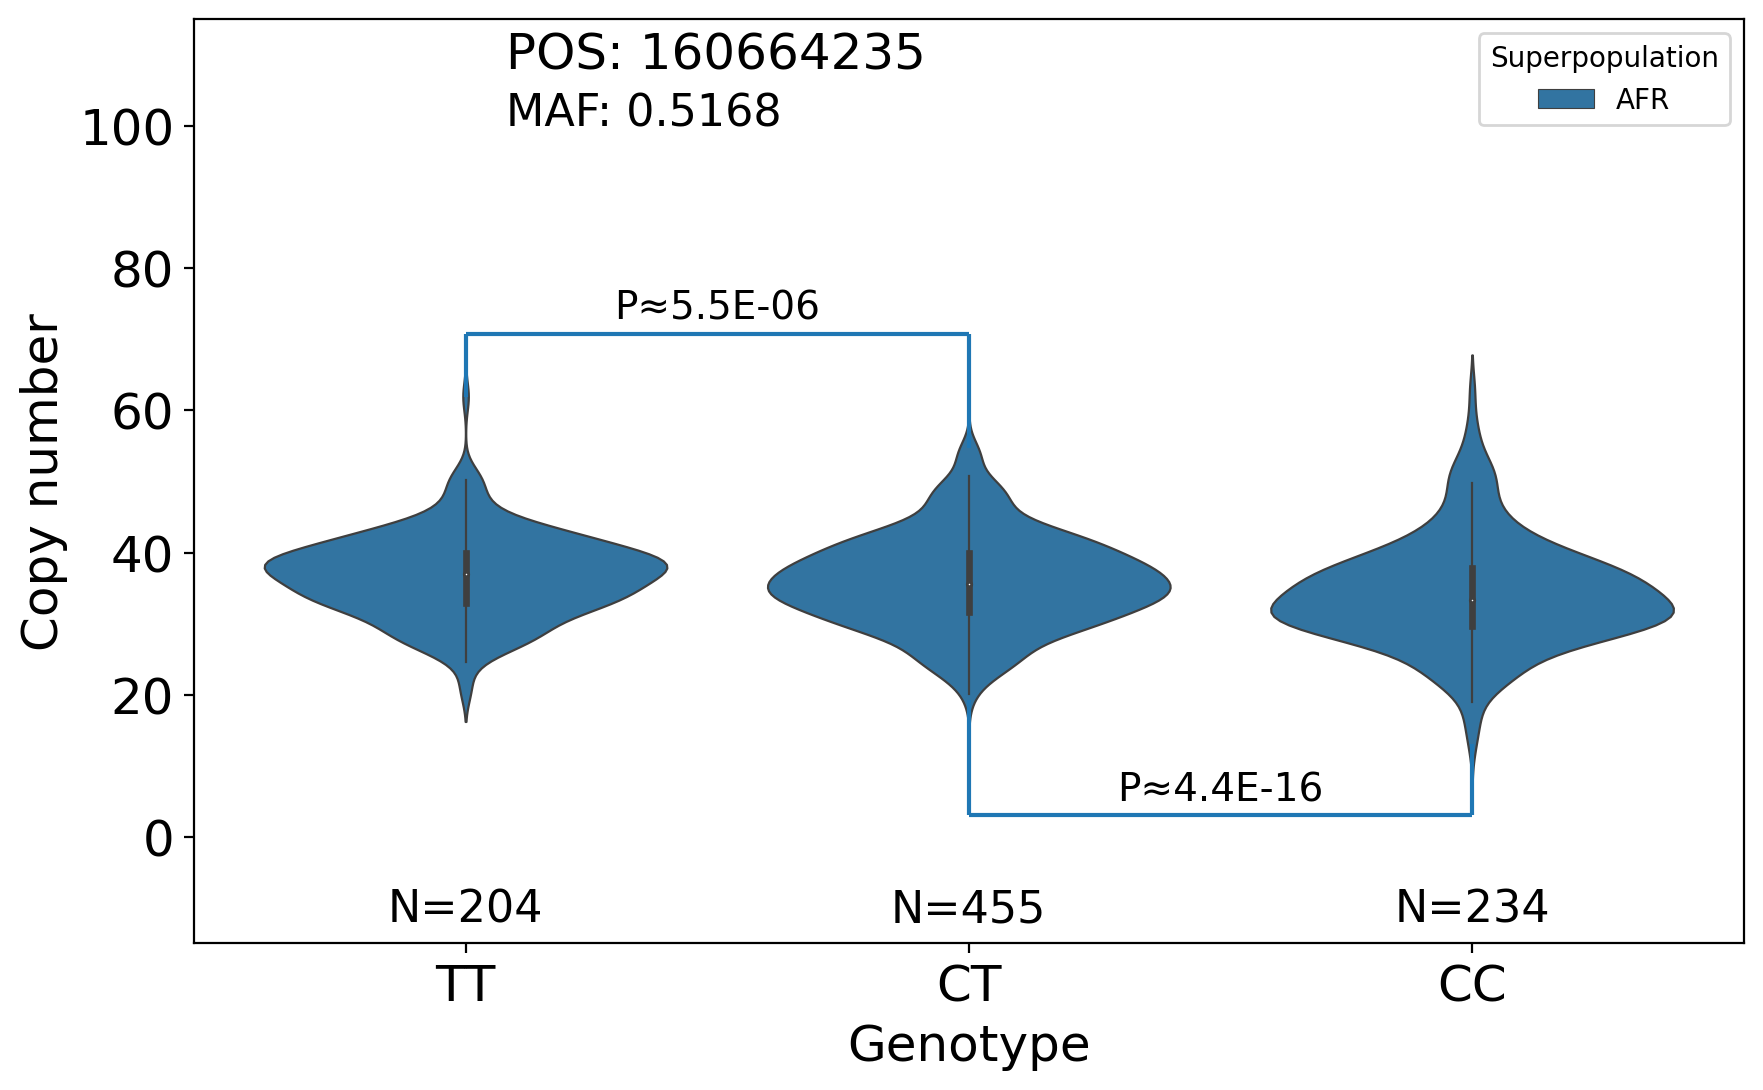 POS: 160664235
MAF: 0.5168
Superpopulation
AFR
100
80
60
40
20
0
Copy number
P≈5.5E-06
P≈4.4E-16
N=204
N=455
N=234
TT
CT
CC
Genotype